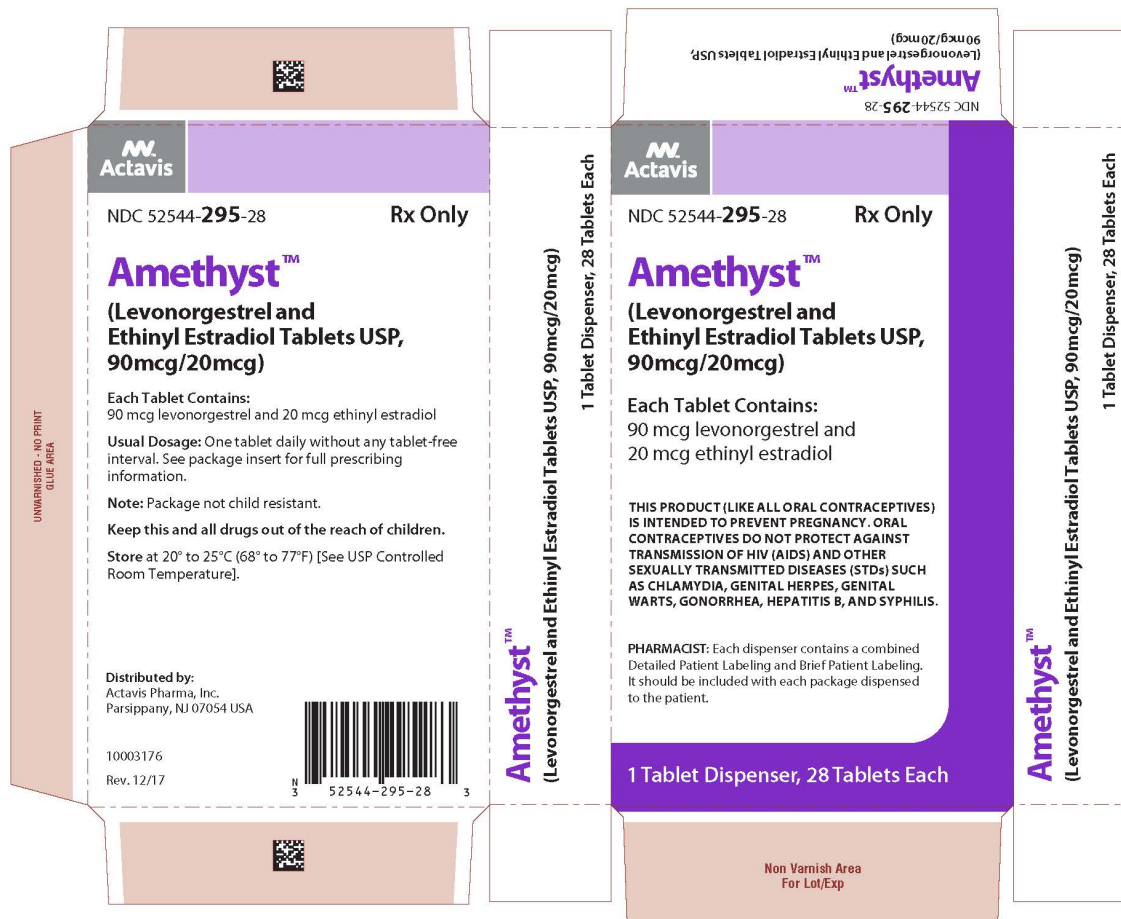 UNVARNISHED - NO PRINT
GLUE AREA
Actavis
NDC 52544-295-28 Rx Only
Amethyst™
(Levonorgestrel and
Ethinyl Estradiol Tablets USP,
90mcg/20mcg)
Each Tablet Contains:
90 mcg levonorgestrel and 20 mcg ethinyl estradiol
Usual Dosage: One tablet daily without any tablet-free
interval. See package insert for full prescribing
information.
Note: Package not child resistant.
Keep this and all drugs out of the reach of children.
Store at 20° to 25°C (68° to 77°F) [See USP Controlled
Room Temperature].
Distributed by:
Actavis Pharma, Inc.
Parsippany, NJ 07054 USA
10003176
Rev. 12/17
N
3 52544-295-28 3
Amethyst™
(Levonorgestrel and Ethinyl Estradiol Tablets USP, 90mcg/20mcg)
1 Tablet Dispenser, 28 Tablets Each
NDC 52544-295-28
Amethyst™
(Levonorgestrel and Ethinyl Estradiol Tablets USP,
90mcg/20mcg)
Actavis
NDC 52544-295-28 Rx Only
Amethyst™
(Levonorgestrel and
Ethinyl Estradiol Tablets USP,
90mcg/20mcg)
Each Tablet Contains:
90 mcg levonorgestrel and
20 mcg ethinyl estradiol
THIS PRODUCT (LIKE ALL ORAL CONTRACEPTIVES)
IS INTENDED TO PREVENT PREGNANCY. ORAL
CONTRACEPTIVES DO NOT PROTECT AGAINST
TRANSMISSION OF HIV (AIDS) AND OTHER
SEXUALLY TRANSMITTED DISEASES (STDs) SUCH
AS CHLAMYDIA, GENITAL HERPES, GENITAL
WARTS, GONORRHEA, HEPATITIS B, AND SYPHILIS.
PHARMACIST: Each dispenser contains a combined
Detailed Patient Labeling and Brief Patient Labeling.
It should be included with each package dispensed
to the patient.
1 Tablet Dispenser, 28 Tablets Each
Non Varnish Area
For Lot/Exp
Amethyst™
(Levonorgestrel and Ethinyl Estradiol Tablets USP, 90mcg/20mcg)
1 Tablet Dispenser, 28 Tablets Each